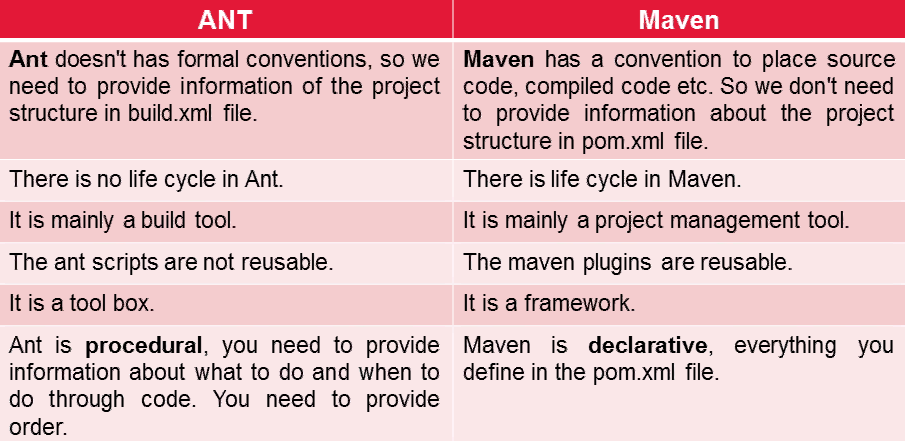 ANT
Maven
Ant doesn't has formal conventions, so we
need to provide information of the project
structure in build.xml file.
Maven has a convention to place source
code, compiled code etc. So we don't need
to provide information about the project
structure in pom.xml file.
There is no life cycle in Ant.
There is life cycle in Maven.
It is mainly a build tool.
It is mainly a project management tool.
The ant scripts are not reusable.
The maven plugins are reusable.
It is a tool box.
It is a framework.
Ant is procedural, you need to provide
information about what to do and when to
do through code. You need to provide
order.
Maven is declarative, everything you
define in the pom.xml file.